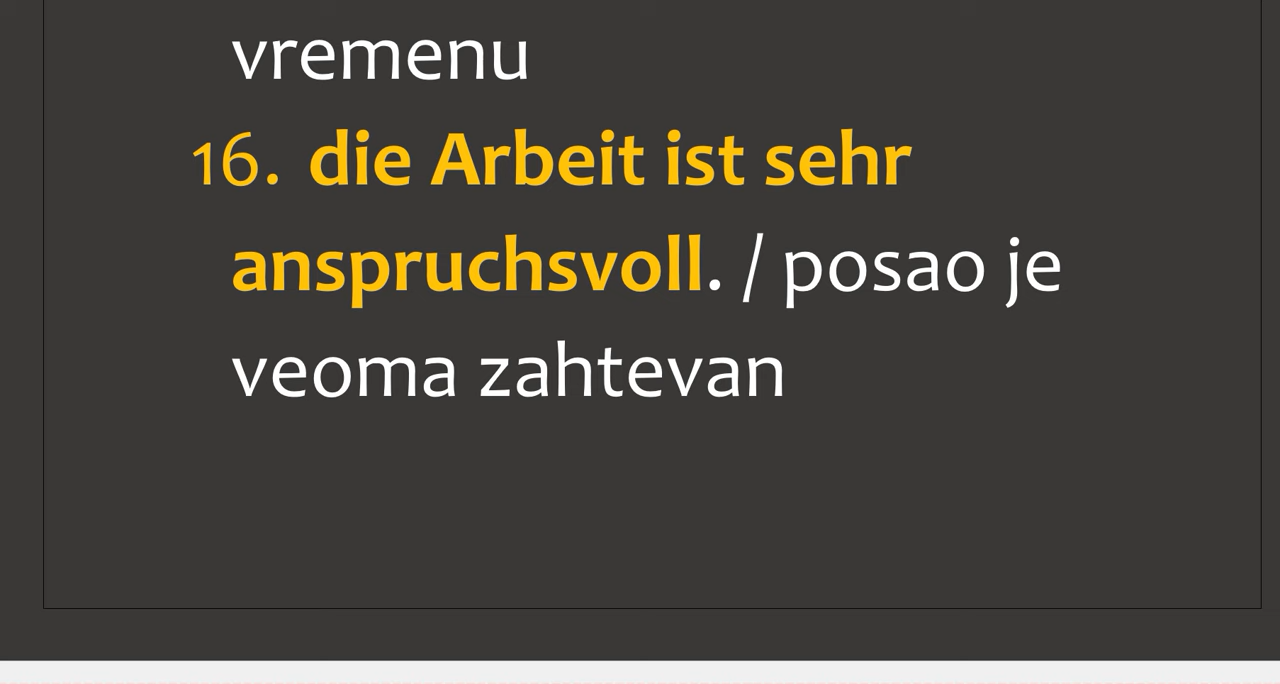 vremenu
16. die Arbeit ist sehr
anspruchsvoll. / posao je
veoma zahtevan